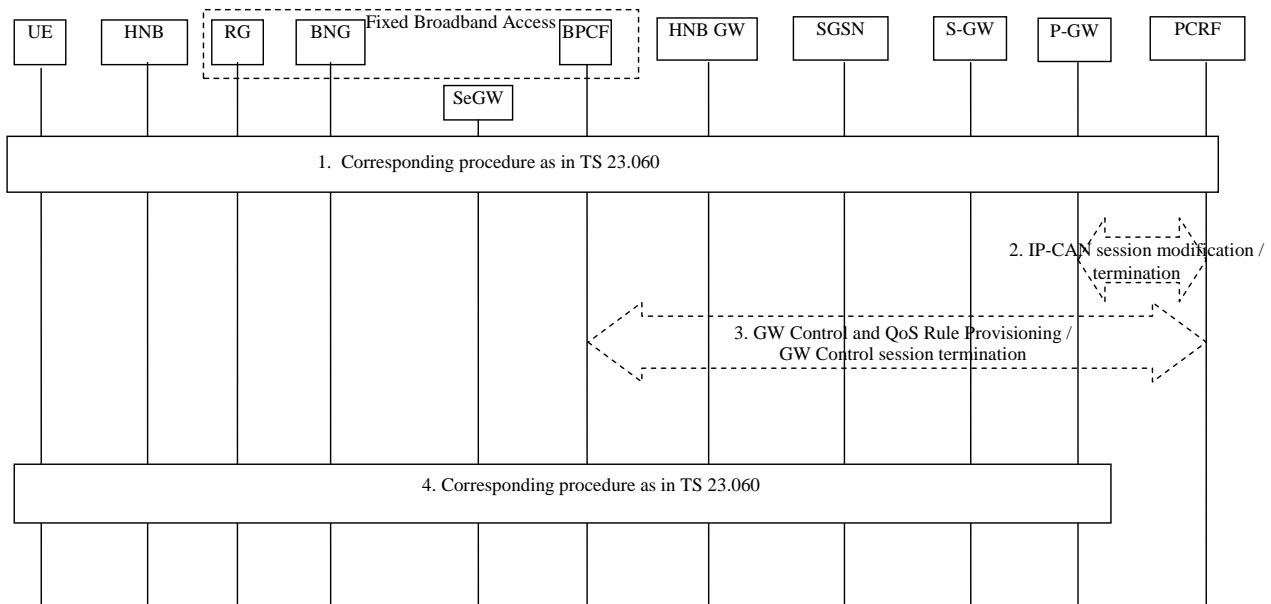 Fixed Broadband Access
UE
HNB
RG
BNG
BPCF
HNB GW
SGSN
S-GW
P-GW
PCRF
SeGW
1. Corresponding procedure as in TS 23.060
2. IP-CAN session modification /
termination
3. GW Control and QoS Rule Provisioning /
GW Control session termination
4. Corresponding procedure as in TS 23.060